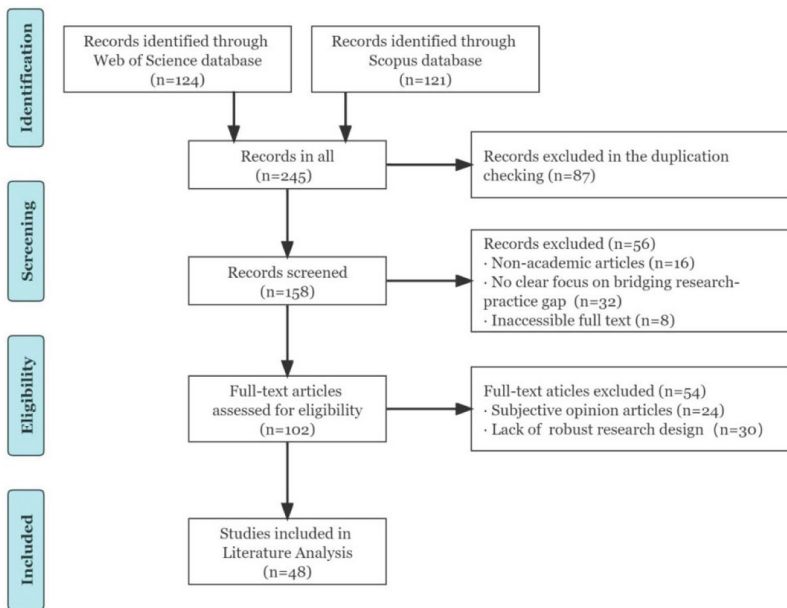 Identification
Records identified through
Web of Science database
(n=124)
Records identified through
Scopus database
(n=121)
Records in all
(n=245)
Records excluded in the duplication
checking (n=87)
Screening
Records screened
(n=158)
Records excluded (n=56)
· Non-academic articles (n=16)
· No clear focus on bridging research-
practice gap (n=32)
· Inaccessible full text (n=8)
Eligibility
Full-text articles
assessed for eligibility
(n=102)
Full-text aticles excluded (n=54)
· Subjective opinion articles (n=24)
· Lack of robust research design (n=30)
Included
Studies included in
Literature Analysis
(n=48)